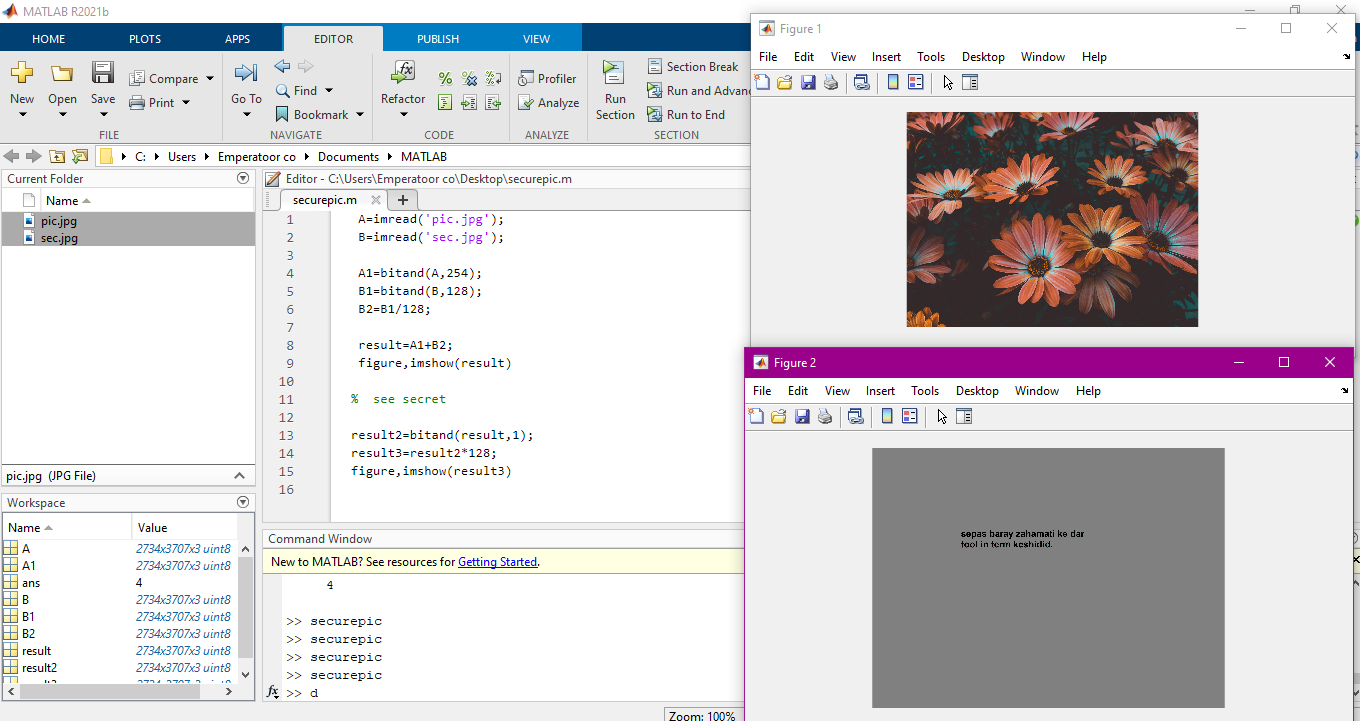 MATLAB R2021b
HOME PLOTS APPS EDITOR PUBLISH VIEW
New Open Save Compare Print
Go To Find Bookmark
Refactor
Profiler Analyze
Run Section
Section Break
Run and Advanc
Run to End
FILE NAVIGATE CODE ANALYZE SECTION
C: Users Emperatoor co Documents MATLAB
Current Folder
Name
pic.jpg
sec.jpg
pic.jpg (JPG File)
Workspace
Name Value
A 2734x3707x3 uint8
A1 2734x3707x3 uint8
ans 4
B 2734x3707x3 uint8
B1 2734x3707x3 uint8
B2 2734x3707x3 uint8
result 2734x3707x3 uint8
result2 2734x3707x3 uint8
Editor - C:\Users\Emperatoor co\Desktop\securepic.m
securepic.m
1 A=imread('pic.jpg');
2 B=imread('sec.jpg');
3
4 A1=bitand(A,254);
5 B1=bitand(B,128);
6 B2=B1/128;
7
8 result=A1+B2;
9 figure,imshow(result)
10
11 % see secret
12
13 result2=bitand(result,1);
14 result3=result2*128;
15 figure,imshow(result3)
16
Command Window
New to MATLAB? See resources for Getting Started.
4
>> securepic
>> securepic
>> securepic
>> securepic
fx >> d
Zoom: 100%
Figure 1
File Edit View Insert Tools Desktop Window Help
Figure 2
File Edit View Insert Tools Desktop Window Help
sepas baray zahamati ke dar
tool in term keshidid.